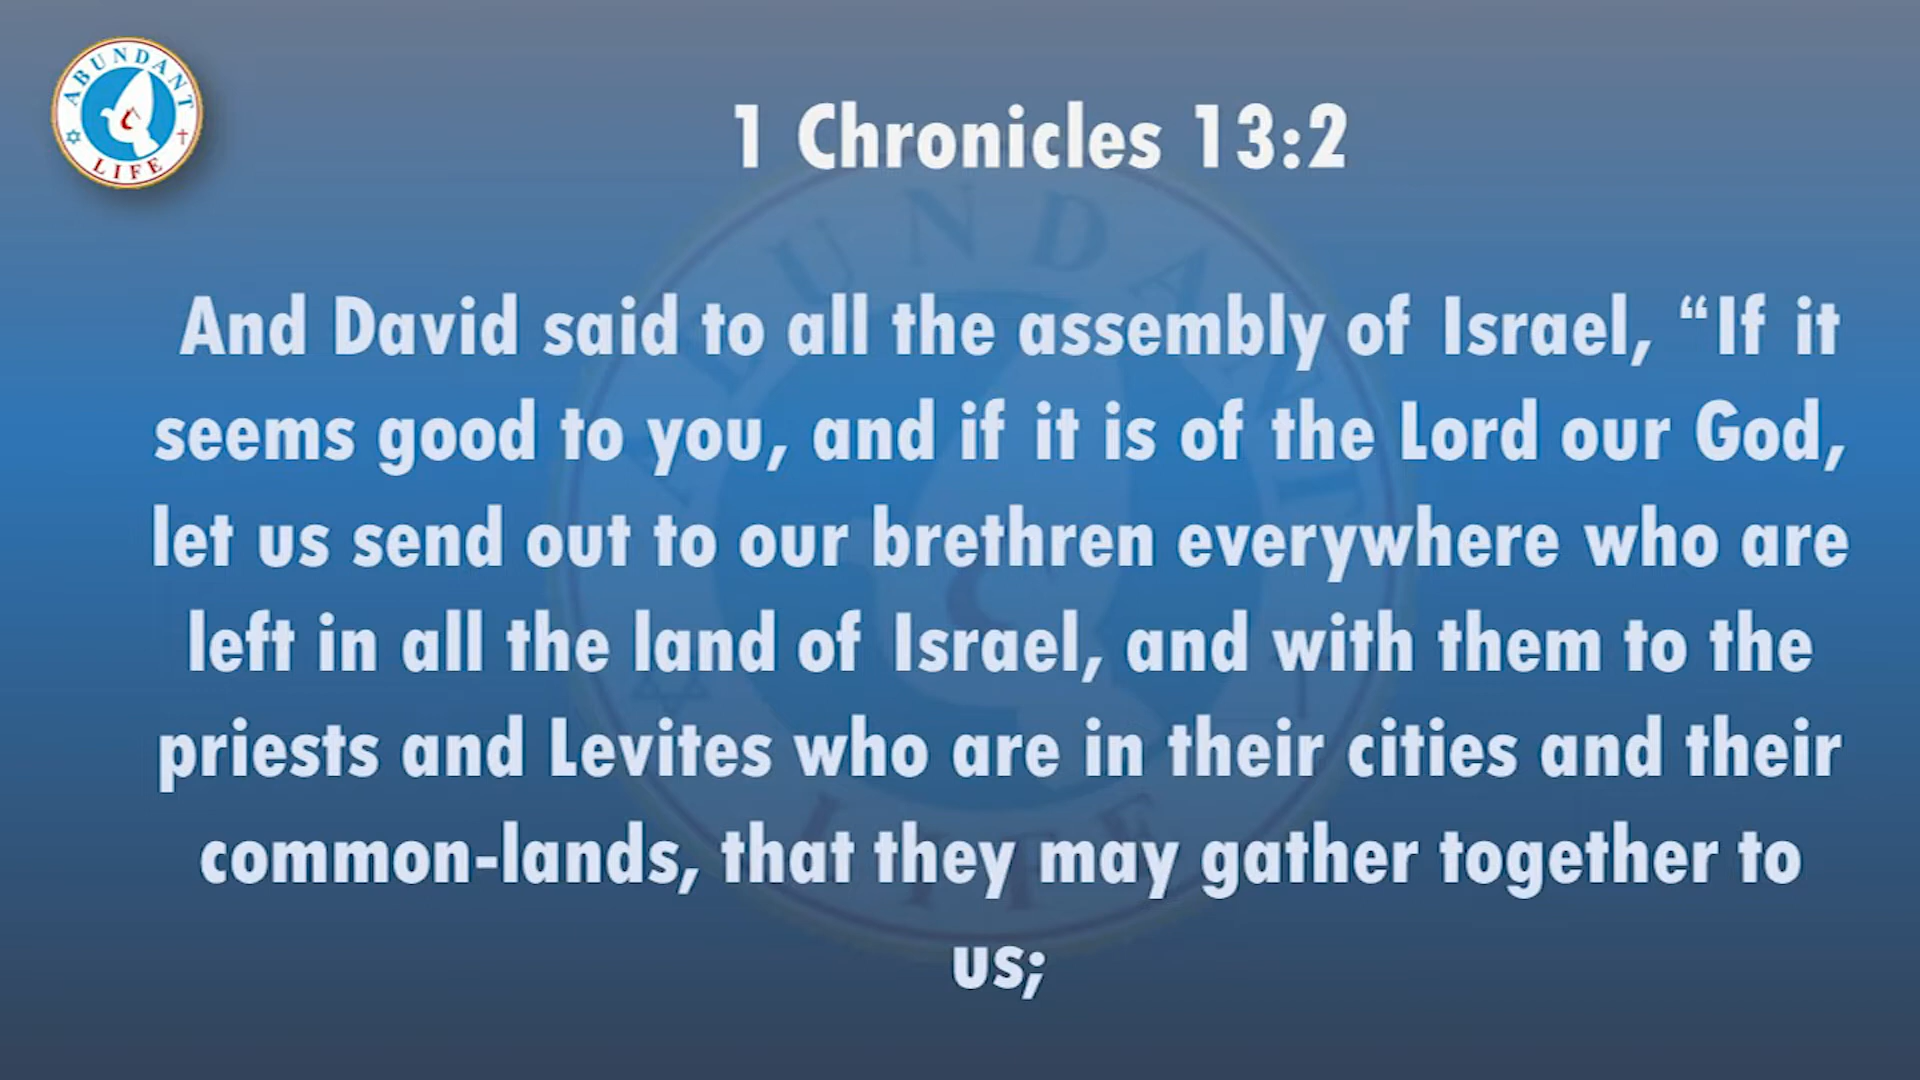 ABUNDANT
LIFE
1 Chronicles 13:2
And David said to all the assembly of Israel, “If it
seems good to you, and if it is of the Lord our God,
let us send out to our brethren everywhere who are
left in all the land of Israel, and with them to the
priests and Levites who are in their cities and their
common-lands, that they may gather together to
us;
ABUNDANT
LIFE